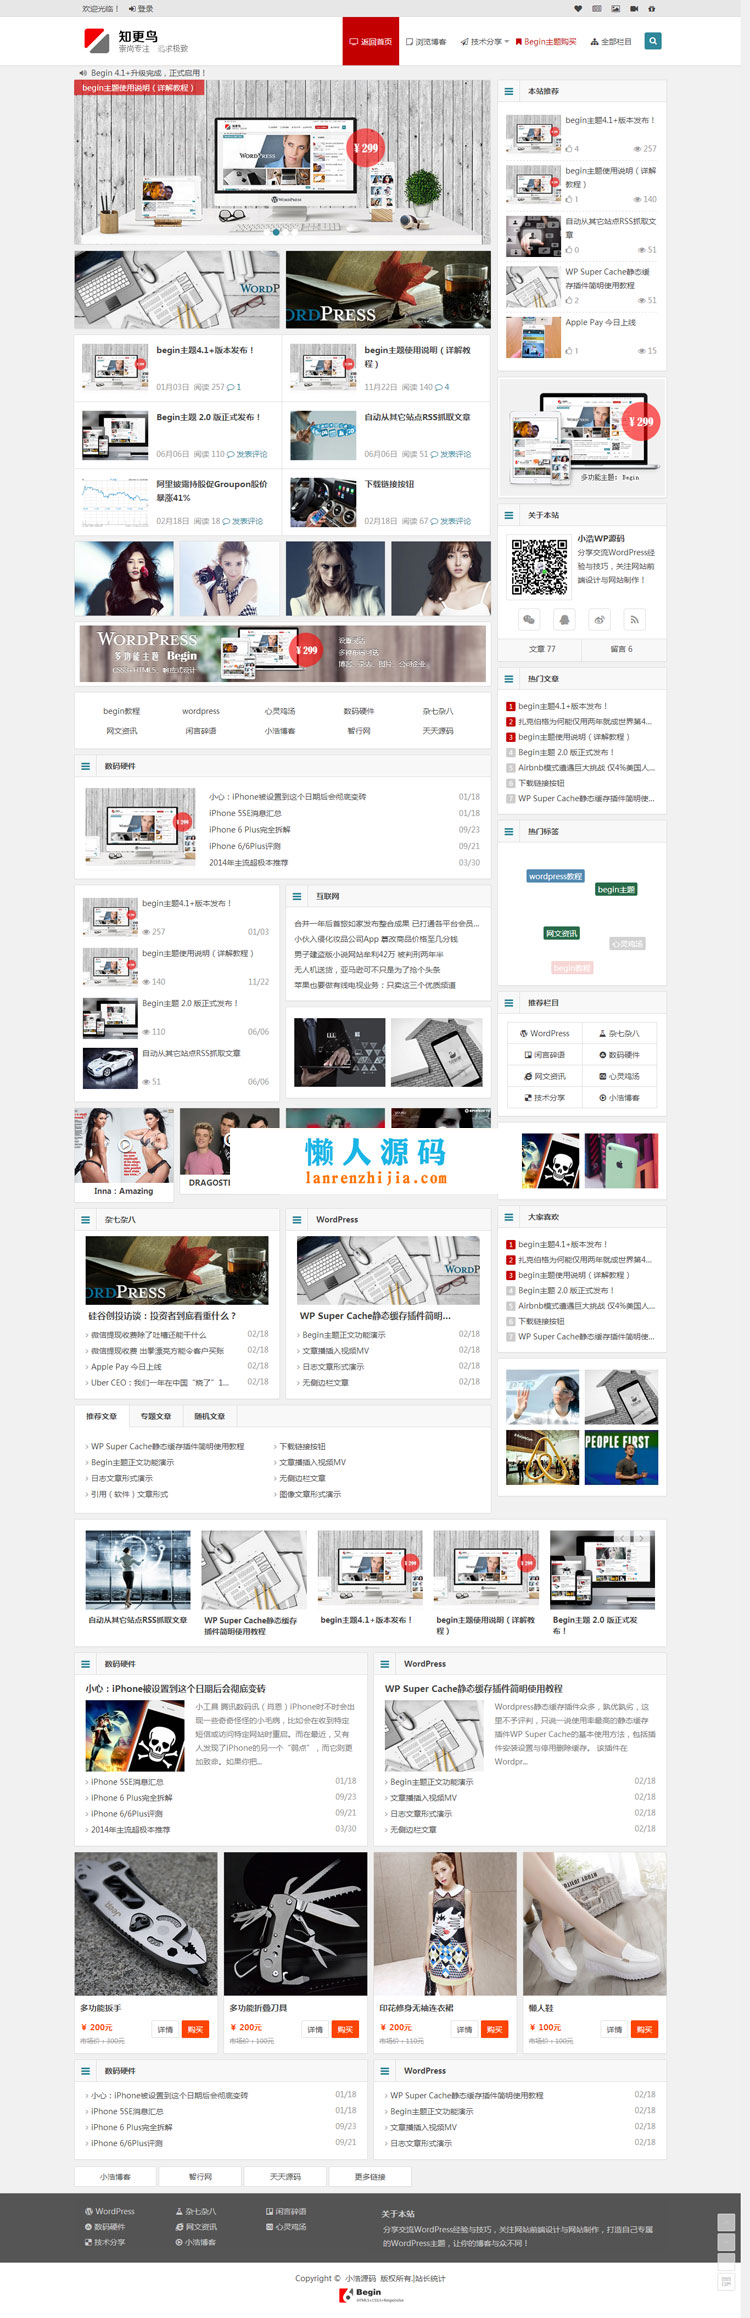 欢迎光临！ 登录
知更鸟
崇尚专注 追求极致
返回首页 浏览博客 技术分享 Begin主题购买 全部栏目
Begin 4.1+升级完成，正式启用！
begin主题使用说明（详解教程）
¥ 299
本站推荐
begin主题4.1+版本发布！
4 257
begin主题使用说明（详解教程）
1 140
自动从其它站点RSS抓取文章
0 51
WP Super Cache静态缓存插件简明使用教程
2 51
Apple Pay 今日上线
1 15
begin主题4.1+版本发布！
01月03日 阅读 257 1
begin主题使用说明（详解教程）
11月22日 阅读 140 4
Begin主题 2.0 版正式发布！
06月06日 阅读 110 发表评论
自动从其它站点RSS抓取文章
06月06日 阅读 51 发表评论
阿里披露持股促Groupon股价暴涨41%
02月18日 阅读 18 发表评论
下载链接按钮
02月18日 阅读 67 发表评论
¥ 299
多功能主题：Begin
关于本站
小浩WP源码
分享交流WordPress经验与技巧，关注网站前端设计与网站制作！
文章 77 留言 6
WORDPRESS
多功能主题 Begin
CSS3+HTML5、响应式设计
¥ 299
begin教程 wordpress 心灵鸡汤 数码硬件 杂七杂八
网文资讯 闲言碎语 小浩博客 智行网 天天源码
热门文章
1 begin主题4.1+版本发布！
2 扎克伯格为何能仅用两年就成世界第4...
3 begin主题使用说明（详解教程）
4 Begin主题 2.0 版正式发布！
5 Airbnb模式遭遇巨大挑战 仅4%美国人...
6 下载链接按钮
7 WP Super Cache静态缓存插件简明使...
数码硬件
小心：iPhone被设置到这个日期后会彻底变砖 01/18
iPhone 5SE消息汇总 01/18
iPhone 6 Plus完全拆解 09/23
iPhone 6/6Plus评测 09/21
2014年主流超极本推荐 03/30
热门标签
wordpress教程
begin主题
网文资讯
心灵鸡汤
begin教程
begin主题4.1+版本发布！
257 01/03
begin主题使用说明（详解教程）
140 11/22
Begin主题 2.0 版正式发布！
110 06/06
自动从其它站点RSS抓取文章
51 06/06
互联网
合并一年后首旅如家发布整合成果 已打通各平台会员...
小伙入侵化妆品公司App 篡改商品价格至几分钱
男子建盗版小说网站牟利42万 被判刑两年半
无人机送货，亚马逊可不只是为了抢个头条
苹果也要做有线电视业务：只卖这三个优质频道
推荐栏目
WordPress 杂七杂八
闲言碎语 数码硬件
网文资讯 心灵鸡汤
技术分享 小浩博客
Inna：Amazing
DRAGOSTE
懒人源码
lanrenzhijia.com
大家喜欢
1 begin主题4.1+版本发布！
2 扎克伯格为何能仅用两年就成世界第4...
3 begin主题使用说明（详解教程）
4 Begin主题 2.0 版正式发布！
5 Airbnb模式遭遇巨大挑战 仅4%美国人...
6 下载链接按钮
7 WP Super Cache静态缓存插件简明使...
杂七杂八
硅谷创投访谈：投资者到底看重什么？
微信提现收费除了吐槽还能干什么 02/18
微信提现收费 出掌漂亮方能令客户买账 02/18
Apple Pay 今日上线 02/18
Uber CEO：我们一年在中国“烧了”1... 02/18
WordPress
WP Super Cache静态缓存插件简明...
Begin主题正文功能演示 02/18
文章播插入视频MV 02/18
日志文章形式演示 02/18
无侧边栏文章 02/18
推荐文章 专题文章 随机文章
WP Super Cache静态缓存插件简明使用教程 下载链接按钮
Begin主题正文功能演示 文章播插入视频MV
日志文章形式演示 无侧边栏文章
引用（软件）文章形式 图像文章形式演示
PEOPLE FIRST
自动从其它站点RSS抓取文章
WP Super Cache静态缓存插件简明使用教程
begin主题4.1+版本发布！
begin主题使用说明（详解教程）
Begin主题 2.0 版正式发布！
数码硬件
小心：iPhone被设置到这个日期后会彻底变砖
小工具 腾讯数码讯（肖恩）iPhone时不时会出现一些奇奇怪怪的小毛病，比如会在收到特定短信或访问特定网站时重启。而在最近，又有人发现了iPhone的另一个“弱点”，而它则更加致命。如果你把...
iPhone 5SE消息汇总 01/18
iPhone 6 Plus完全拆解 09/23
iPhone 6/6Plus评测 09/21
2014年主流超极本推荐 03/30
WordPress
WP Super Cache静态缓存插件简明使用教程
Wordpress静态缓存插件众多，孰优孰劣，这里不予评判，只说一说使用率最高的静态缓存插件WP Super Cache的基本使用方法，包括插件安装设置与停用删除缓存。 该插件在Wordpr...
Begin主题正文功能演示 02/18
文章播插入视频MV 02/18
日志文章形式演示 02/18
无侧边栏文章 02/18
多功能扳手
¥ 200元
市场价：300元
详情 购买
多功能折叠刀具
¥ 200元
市场价：100元
详情 购买
印花修身无袖连衣裙
¥ 200元
市场价：110元
详情 购买
懒人鞋
¥ 100元
市场价：100元
详情 购买
数码硬件
小心：iPhone被设置到这个日期后会彻底变砖 01/18
iPhone 5SE消息汇总 01/18
iPhone 6 Plus完全拆解 09/23
iPhone 6/6Plus评测 09/21
WordPress
WP Super Cache静态缓存插件简明使用教程 02/18
Begin主题正文功能演示 02/18
文章播插入视频MV 02/18
日志文章形式演示 02/18
小浩博客 智行网 天天源码 更多链接
WordPress 杂七杂八 闲言碎语
数码硬件 网文资讯 心灵鸡汤
技术分享 小浩博客
关于本站
分享交流WordPress经验与技巧，关注网站前端设计与网站制作，打造自己专属的WordPress主题，让你的博客与众不同！
Copyright © 小浩源码 版权所有.|站长统计
Begin